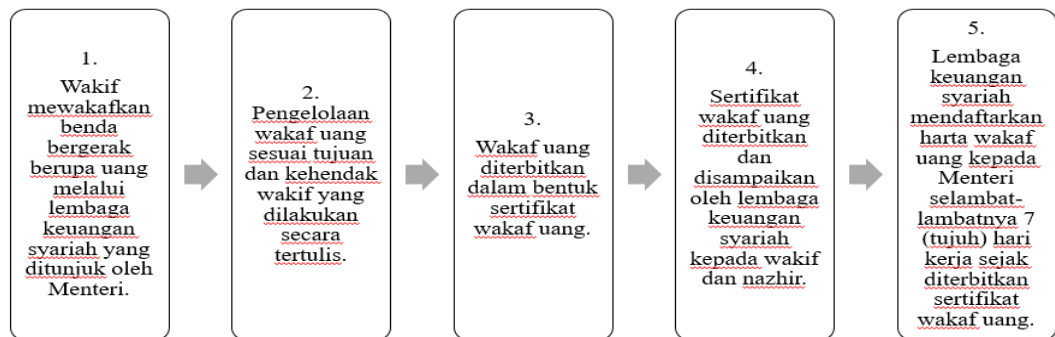 1.
Wakif
mewakafkan
benda
bergerak
berupa uang
melalui
lembaga
keuangan
syariah yang
ditunjuk oleh
Menteri.
2.
Pengelolaan
wakaf uang
sesuai tujuan
dan kehendak
wakif yang
dilakukan
secara
tertulis.
3.
Wakaf uang
diterbitkan
dalam bentuk
sertifikat
wakaf uang.
4.
Sertifikat
wakaf uang
diterbitkan
dan
disampaikan
oleh lembaga
keuangan
syariah
kepada wakif
dan nazhir.
5.
Lembaga
keuangan
syariah
mendaftarkan
harta wakaf
uang kepada
Menteri
selambat-
lambatnya 7
(tujuh) hari
kerja sejak
diterbitkan
sertifikat
wakaf uang.